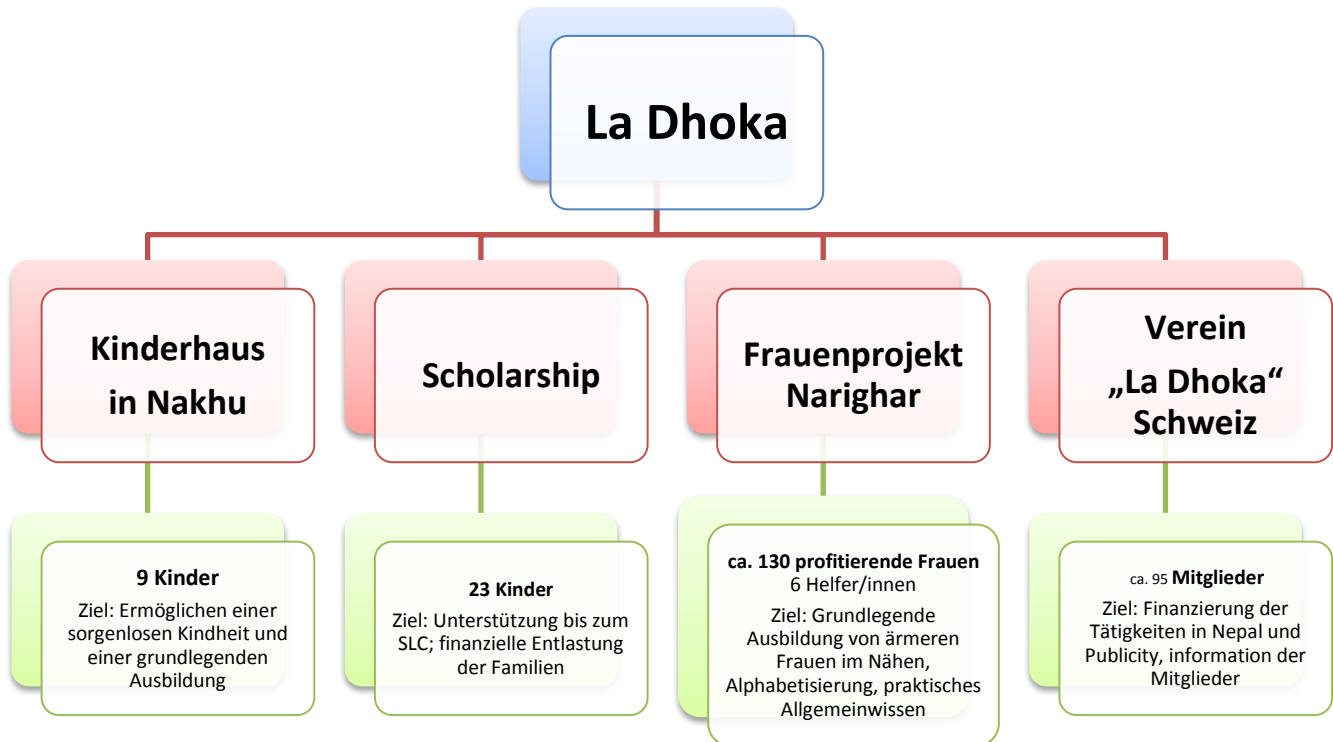 La Dhoka
Kinderhaus
in Nakhu
Scholarship
Frauenprojekt
Narighar
Verein
„La Dhoka“
Schweiz
9 Kinder
Ziel: Ermöglichen einer
sorgenlosen Kindheit und
einer grundlegenden
Ausbildung
23 Kinder
Ziel: Unterstützung bis zum
SLC; finanzielle Entlastung
der Familien
ca. 130 profitierende Frauen
6 Helfer/innen
Ziel: Grundlegende
Ausbildung von ärmeren
Frauen im Nähen,
Alphabetisierung, praktisches
Allgemeinwissen
ca. 95 Mitglieder
Ziel: Finanzierung der
Tätigkeiten in Nepal und
Publicity, information der
Mitglieder